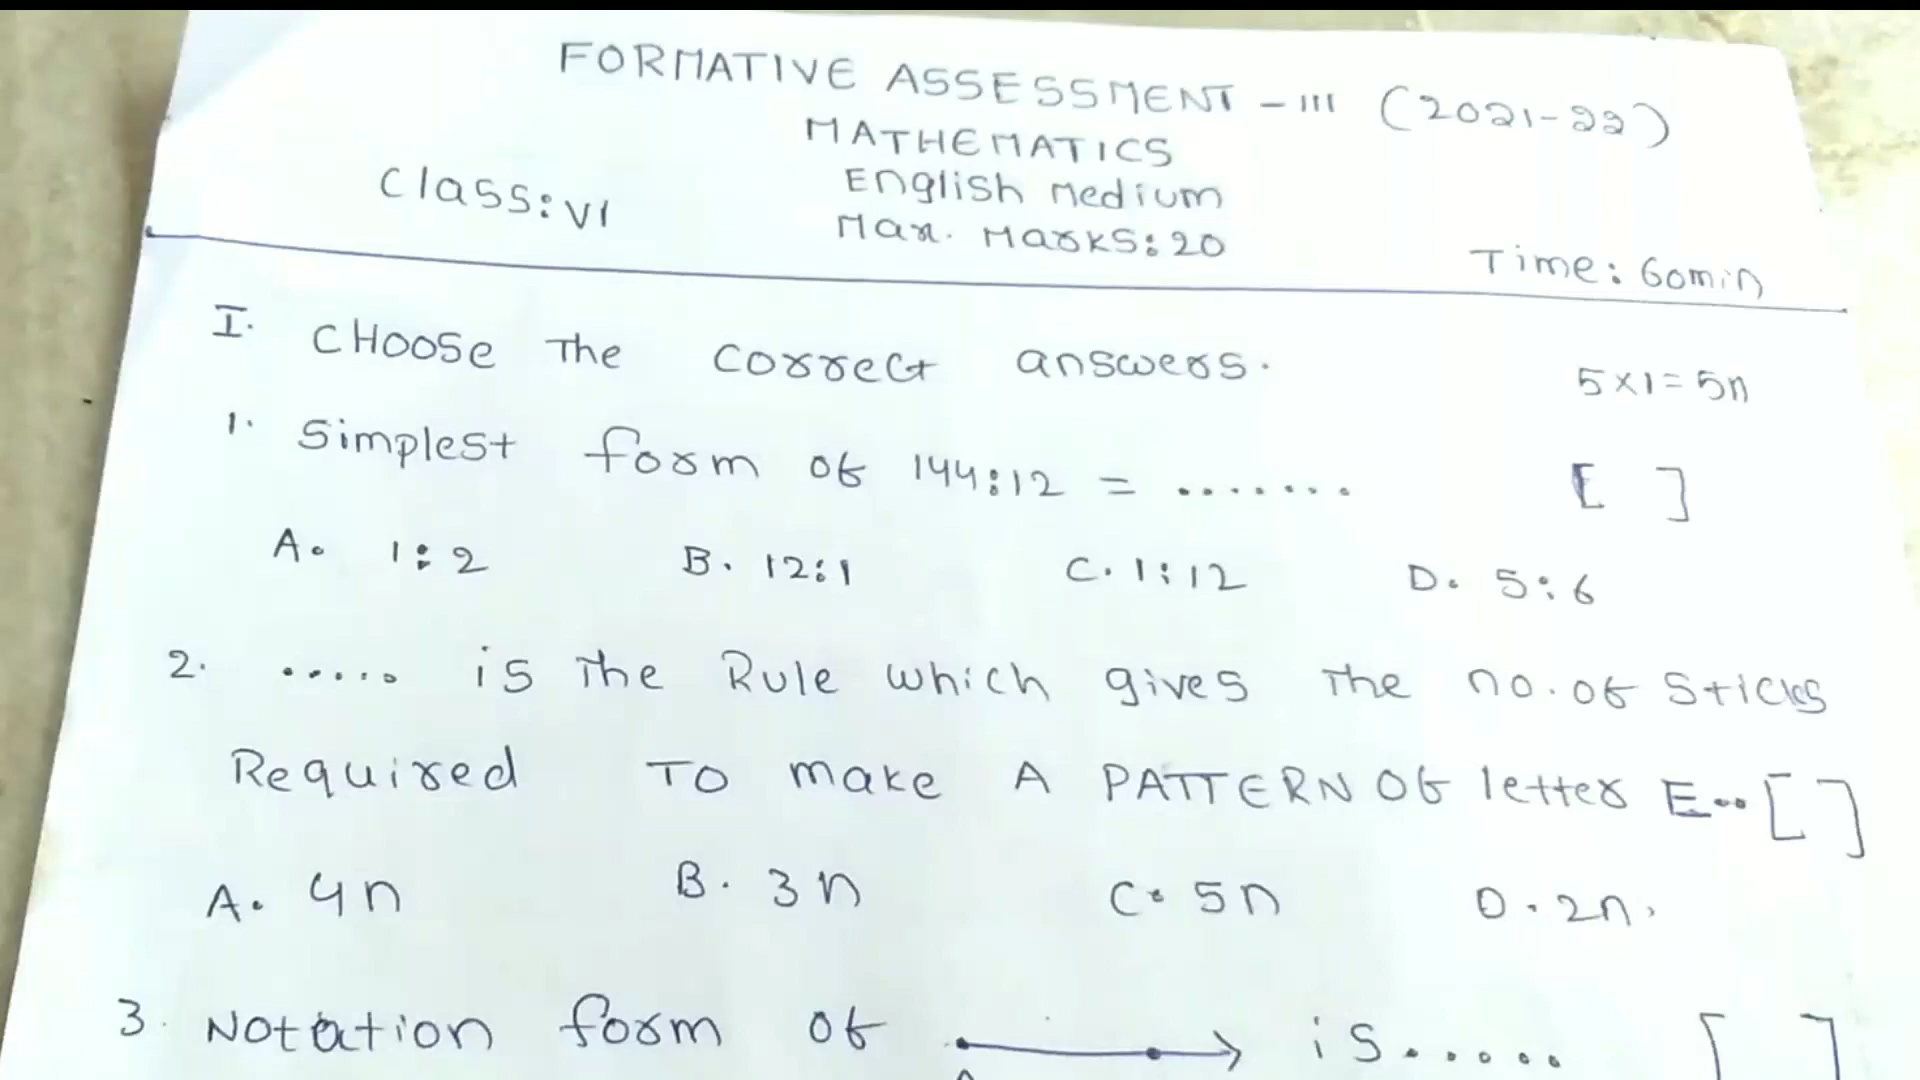 FORMATIVE ASSESSMENT - III (2021-22)
MATHEMATICS
Class: VI English Medium
Max. Marks: 20
Time: 60min
I. CHOOSE The correct answers. 5x1=5n
1. Simplest form of 144:12 = ....... [ ]
A. 1:2 B. 12:1 C. 1:12 D. 5:6
2. ..... is The Rule which gives The no. of Sticks
Required TO make A PATTERN Of letter E.. [ ]
A. 4n B. 3n C. 5n D. 2n.
3. Notation form of is..... [ ]